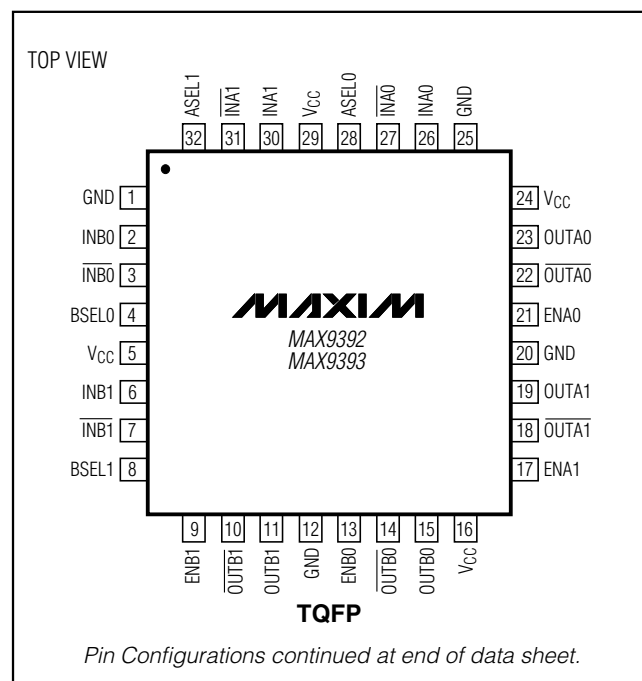 TOP VIEW
ASEL1
INA1
INA1
VCC
ASEL0
INA0
INA0
GND
32 31 30 29 28 27 26 25
GND 1
INB0 2
INB0 3
BSEL0 4
VCC 5
INB1 6
INB1 7
BSEL1 8
MAXIM
MAX9392
MAX9393
24 VCC
23 OUTA0
22 OUTA0
21 ENA0
20 GND
19 OUTA1
18 OUTA1
17 ENA1
9 10 11 12 13 14 15 16
ENB1
OUTB1
OUTB1
GND
ENB0
OUTB0
OUTB0
VCC
TQFP
Pin Configurations continued at end of data sheet.